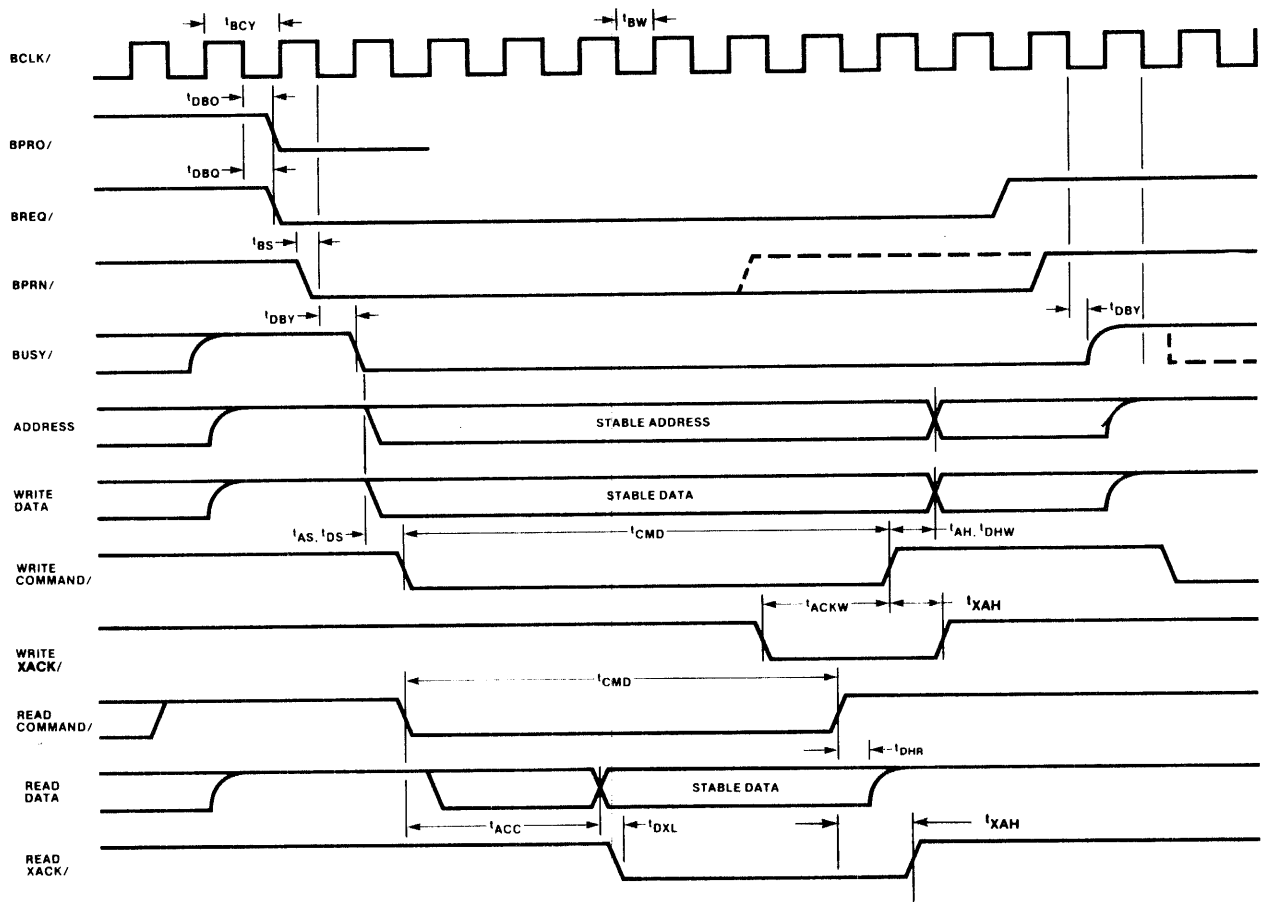 tBCY
tBW
BCLK/
tDBO
BPRO/
tDBQ
BREQ/
tBS
BPRN/
tDBY
tDBY
BUSY/
ADDRESS
STABLE ADDRESS
WRITE
DATA
STABLE DATA
tAS, tDS
tCMD
tAH, tDHW
WRITE
COMMAND/
tACKW
tXAH
WRITE
XACK/
tCMD
READ
COMMAND/
tDHR
READ
DATA
STABLE DATA
tACC
tDXL
tXAH
READ
XACK/